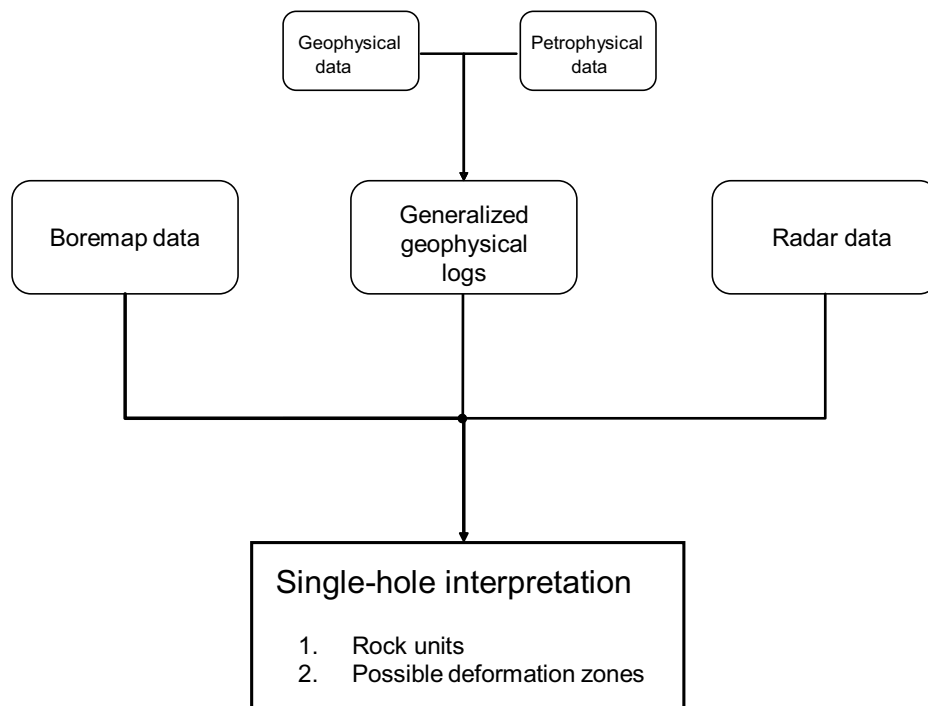 Geophysical
data
Petrophysical
data
Boremap data
Generalized
geophysical
logs
Radar data
Single-hole interpretation
1. Rock units
2. Possible deformation zones